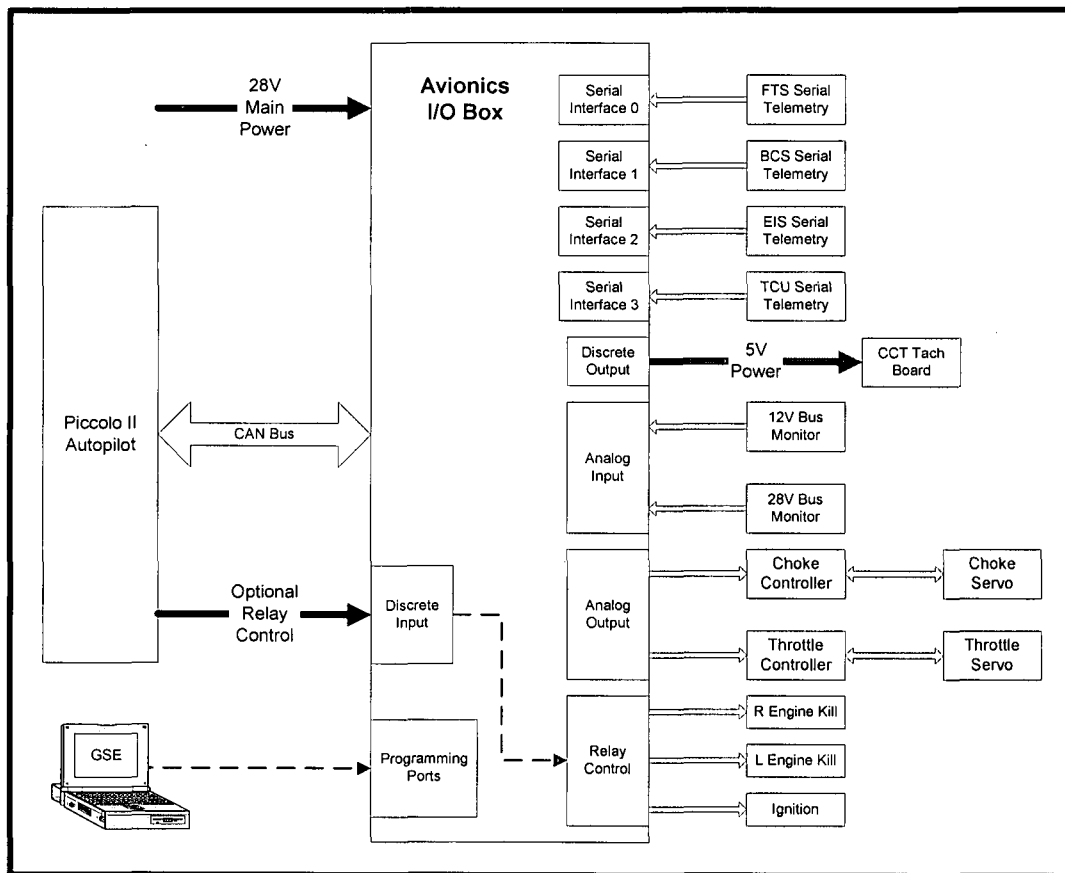 28V
Main
Power
Avionics
I/O Box
Serial
Interface 0
FTS Serial
Telemetry
Serial
Interface 1
BCS Serial
Telemetry
Serial
Interface 2
EIS Serial
Telemetry
Serial
Interface 3
TCU Serial
Telemetry
Discrete
Output
5V
Power
CCT Tach
Board
Piccolo II
Autopilot
CAN Bus
Analog
Input
12V Bus
Monitor
28V Bus
Monitor
Optional
Relay
Control
Discrete
Input
Analog
Output
Choke
Controller
Choke
Servo
Throttle
Controller
Throttle
Servo
GSE
Programming
Ports
Relay
Control
R Engine Kill
L Engine Kill
Ignition